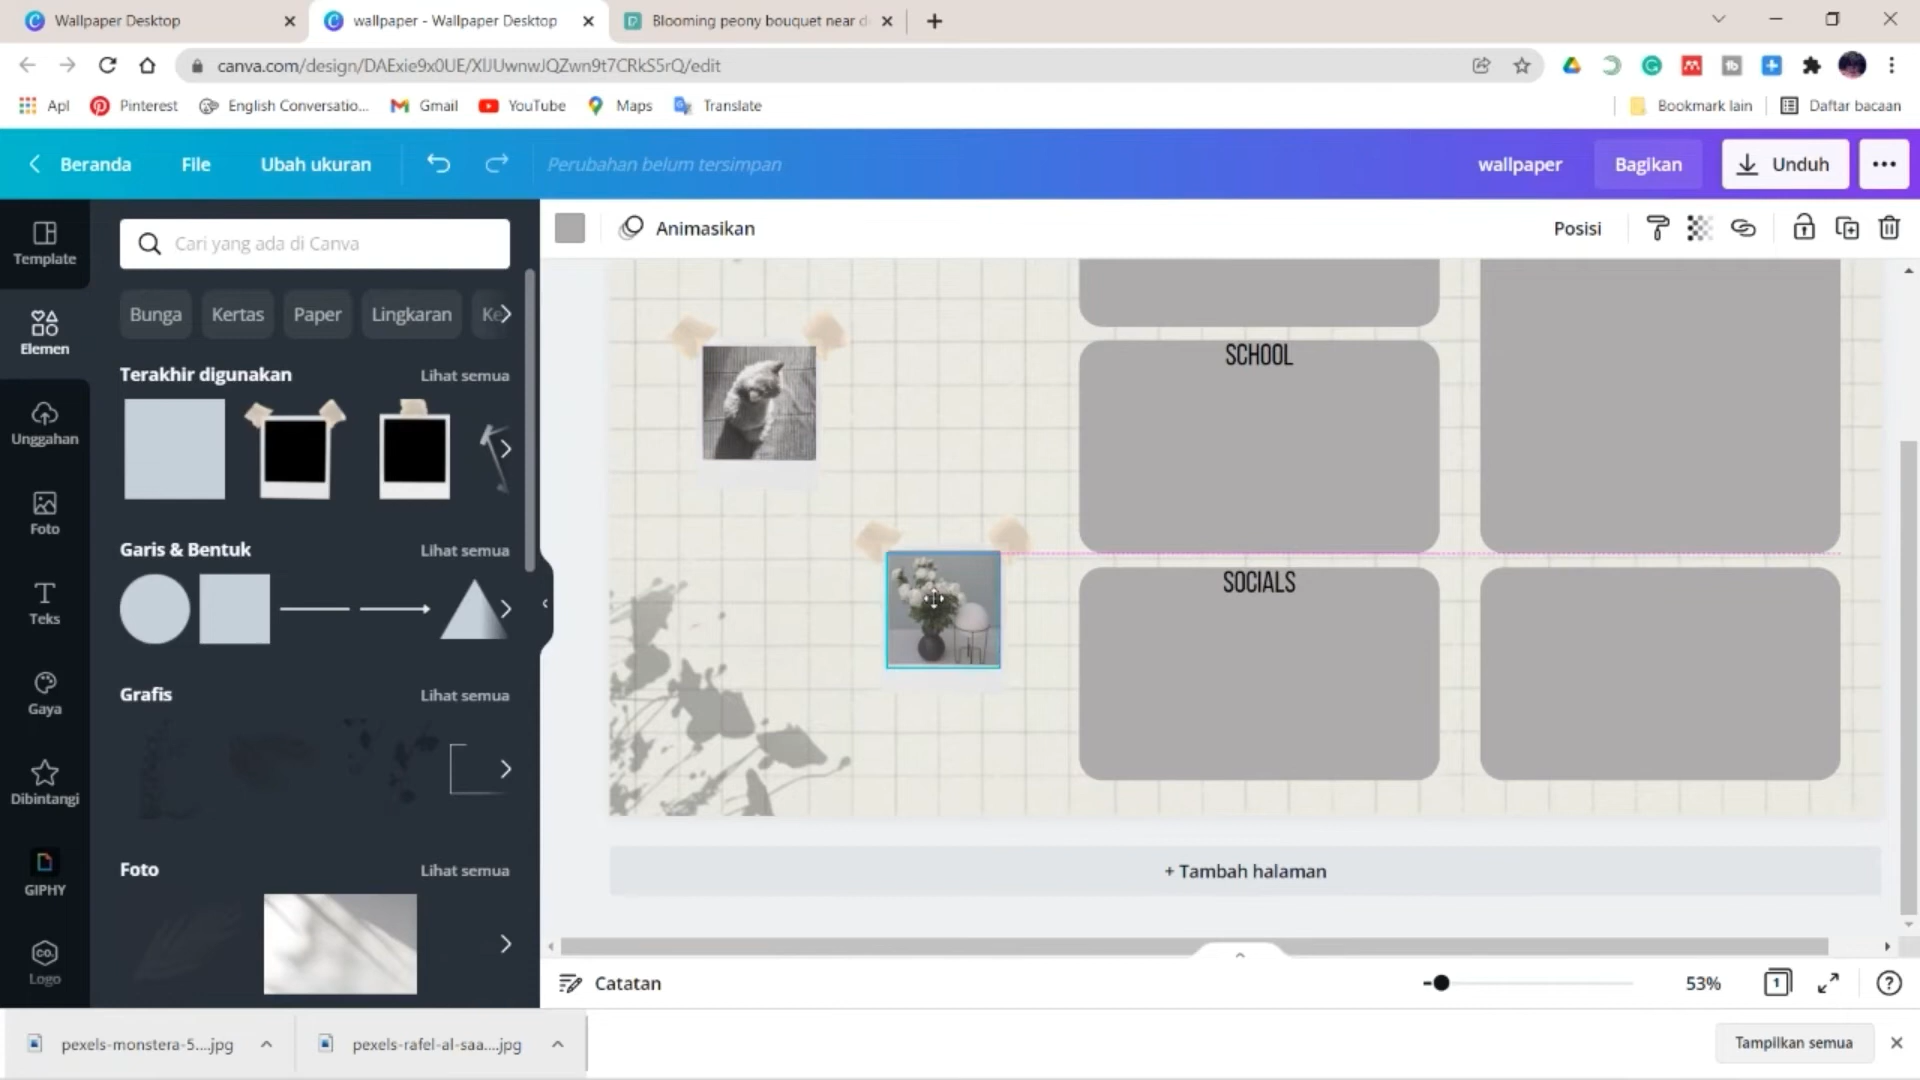 Wallpaper Desktop
wallpaper - Wallpaper Desktop
Blooming peony bouquet near d
canva.com/design/DAExie9x0UE/XlJUwnwJQZwn9t7CRkS5rQ/edit
Apl
Pinterest
English Conversatio...
Gmail
YouTube
Maps
Translate
Bookmark lain
Daftar bacaan
Beranda
File
Ubah ukuran
Perubahan belum tersimpan
wallpaper
Bagikan
Unduh
Template
Elemen
Unggahan
Foto
Teks
Gaya
Dibintangi
GIPHY
CO.
Logo
Cari yang ada di Canva
Bunga
Kertas
Paper
Lingkaran
Ke
Terakhir digunakan
Lihat semua
Garis & Bentuk
Lihat semua
Grafis
Lihat semua
Foto
Lihat semua
Animasikan
Posisi
SCHOOL
SOCIALS
+ Tambah halaman
Catatan
53%
1
pexels-monstera-5....jpg
pexels-rafel-al-saa....jpg
Tampilkan semua